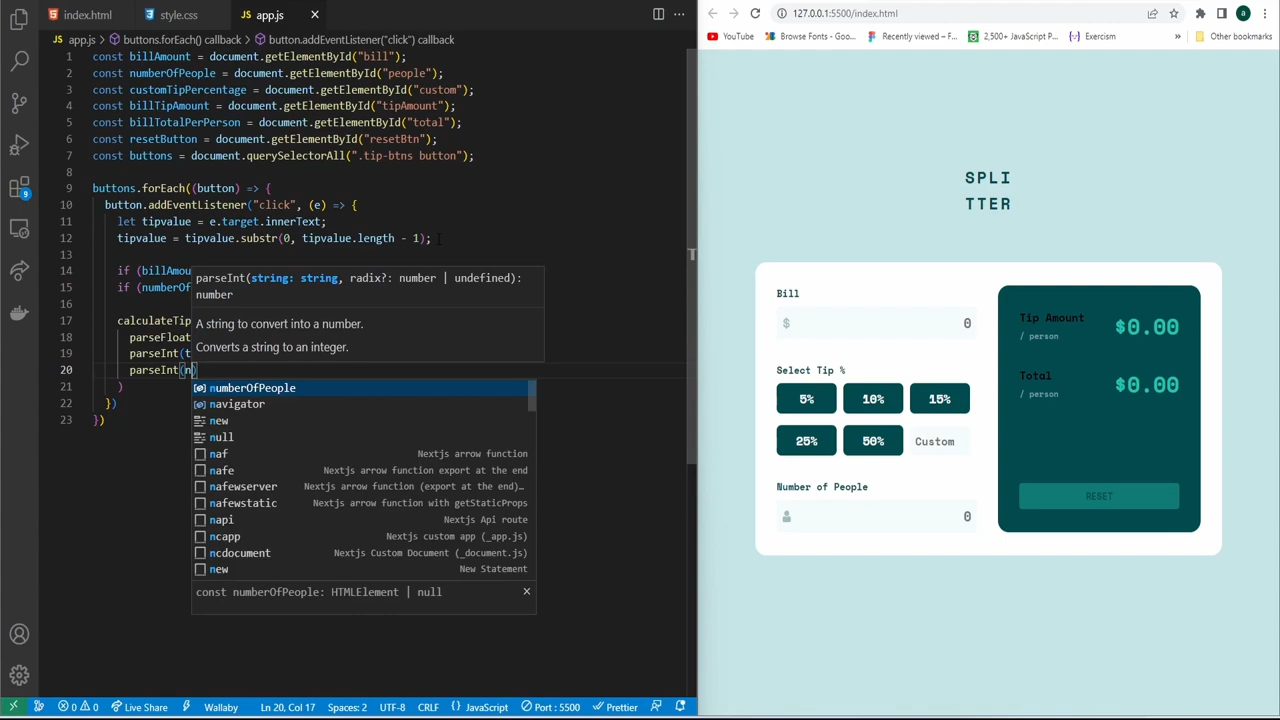 index.html
style.css
app.js
app.js > buttons.forEach() callback > button.addEventListener("click") callback
1 const billAmount = document.getElementById("bill");
2 const numberOfPeople = document.getElementById("people");
3 const customTipPercentage = document.getElementById("custom");
4 const billTipAmount = document.getElementById("tipAmount");
5 const billTotalPerPerson = document.getElementById("total");
6 const resetButton = document.getElementById("resetBtn");
7 const buttons = document.querySelectorAll(".tip-btns button");
8
9 buttons.forEach((button) => {
10 button.addEventListener("click", (e) => {
11 let tipvalue = e.target.innerText;
12 tipvalue = tipvalue.substr(0, tipvalue.length - 1);
13
14 if (billAmou
15 if (numberOf
16
17 calculateTip
18 parseFloat
19 parseInt(t
20 parseInt(n)
21 )
22 })
23 })
parseInt(string: string, radix?: number | undefined):
number
A string to convert into a number.
Converts a string to an integer.
numberOfPeople
navigator
new
null
naf Nextjs arrow function
nafe Nextjs arrow function export at the end
nafewserver Nextjs arrow function (export at the end)…
nafewstatic Nextjs arrow function with getStaticProps
napi Nextjs Api route
ncapp Nextjs custom app (_app.js)
ncdocument Nextjs Custom Document (_document.js)
new New Statement
const numberOfPeople: HTMLElement | null
9
0 0 Live Share Wallaby Ln 20, Col 17 Spaces: 2 UTF-8 CRLF {} JavaScript Port : 5500 Prettier
127.0.0.1:5500/index.html
a
YouTube
Browse Fonts - Goo...
Recently viewed – F...
2,500+ JavaScript P...
Exercism
»
Other bookmarks
SPLI
TTER
Bill
$ 0
Select Tip %
5% 10% 15%
25% 50% Custom
Number of People
0
Tip Amount
/ person
$0.00
Total
/ person
$0.00
RESET